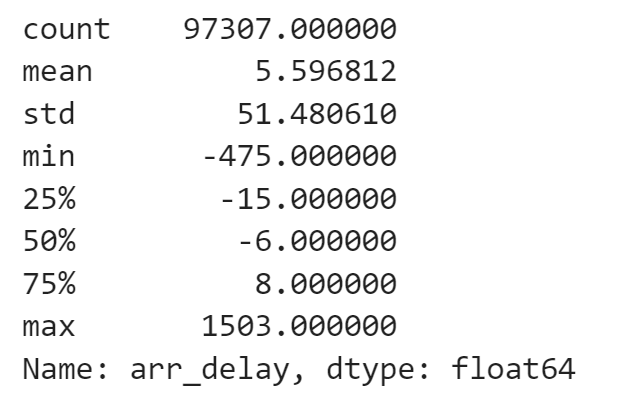 count    97307.000000
mean         5.596812
std         51.480610
min       -475.000000
25%        -15.000000
50%         -6.000000
75%          8.000000
max       1503.000000
Name: arr_delay, dtype: float64